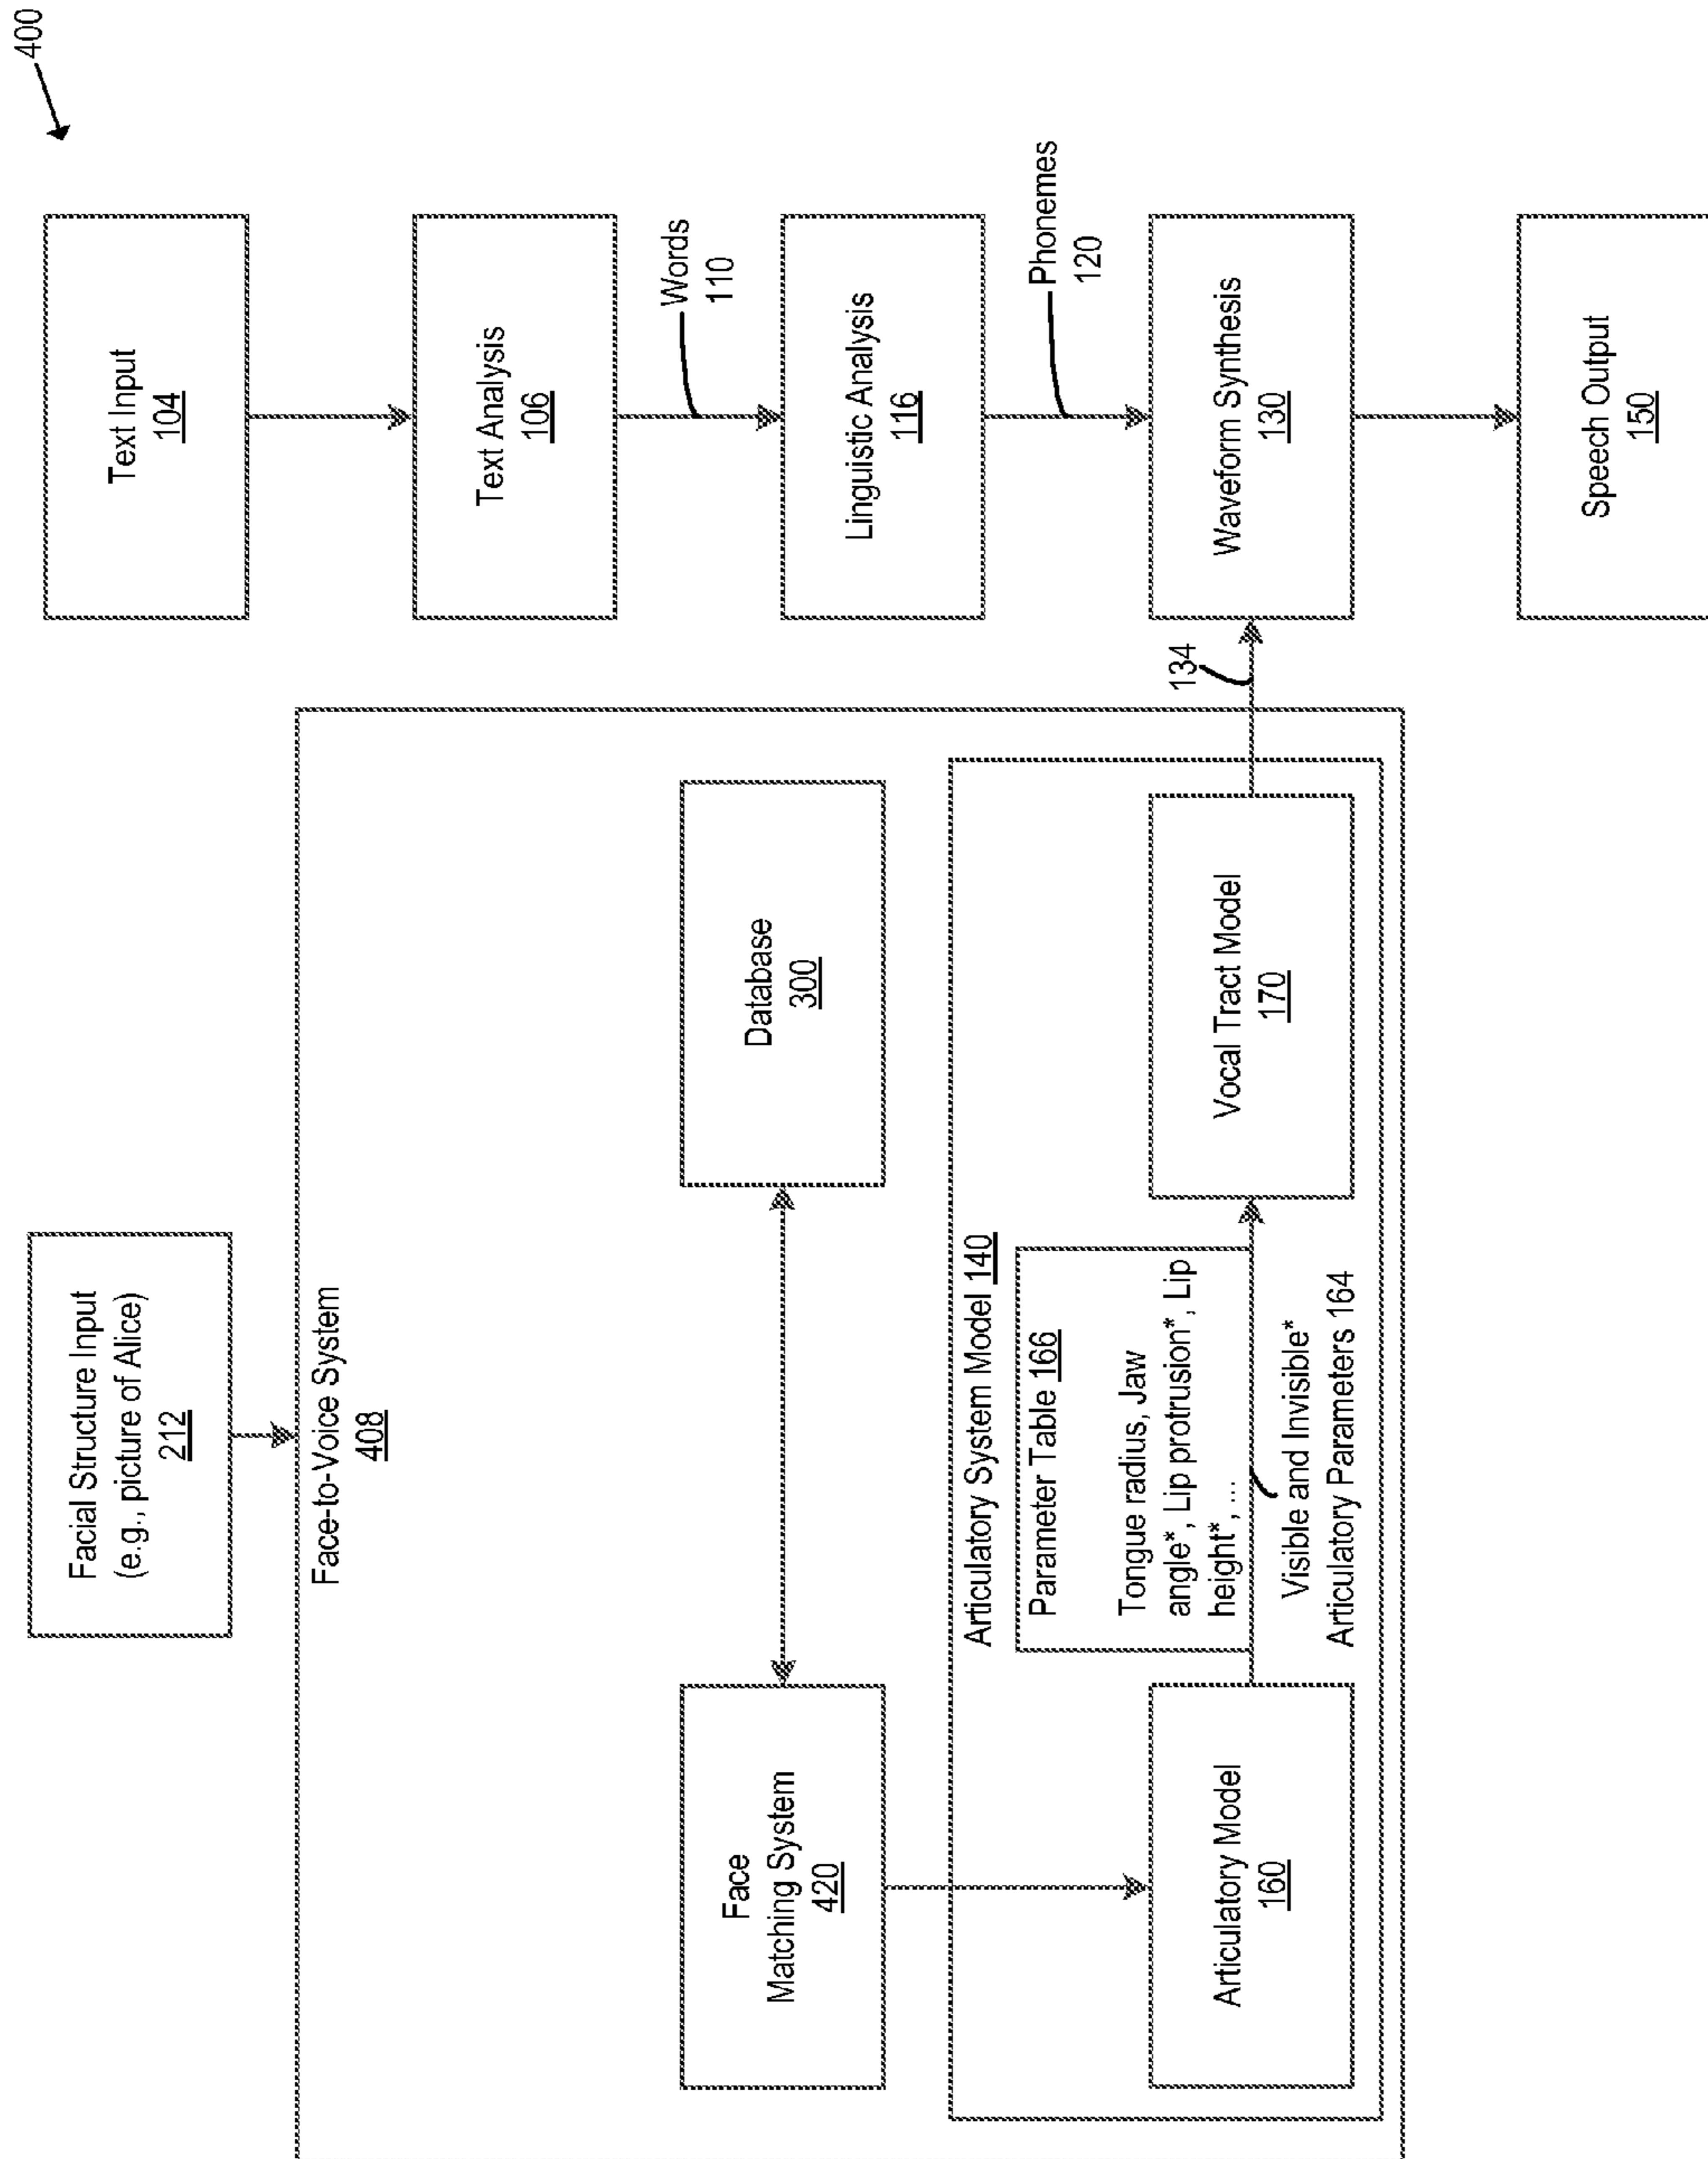 400
Text Input
104
Text Analysis
106
Words
110
Linguistic Analysis
116
Phonemes
120
Waveform Synthesis
130
Speech Output
150
134
Facial Structure Input
(e.g., picture of Alice)
212
Face-to-Voice System
408
Database
300
Face
Matching System
420
Articulatory System Model 140
Parameter Table 166
Tongue radius, Jaw
angle*, Lip protrusion*, Lip
height*, ...
Visible and Invisible*
Articulatory Parameters 164
Vocal Tract Model
170
Articulatory Model
160